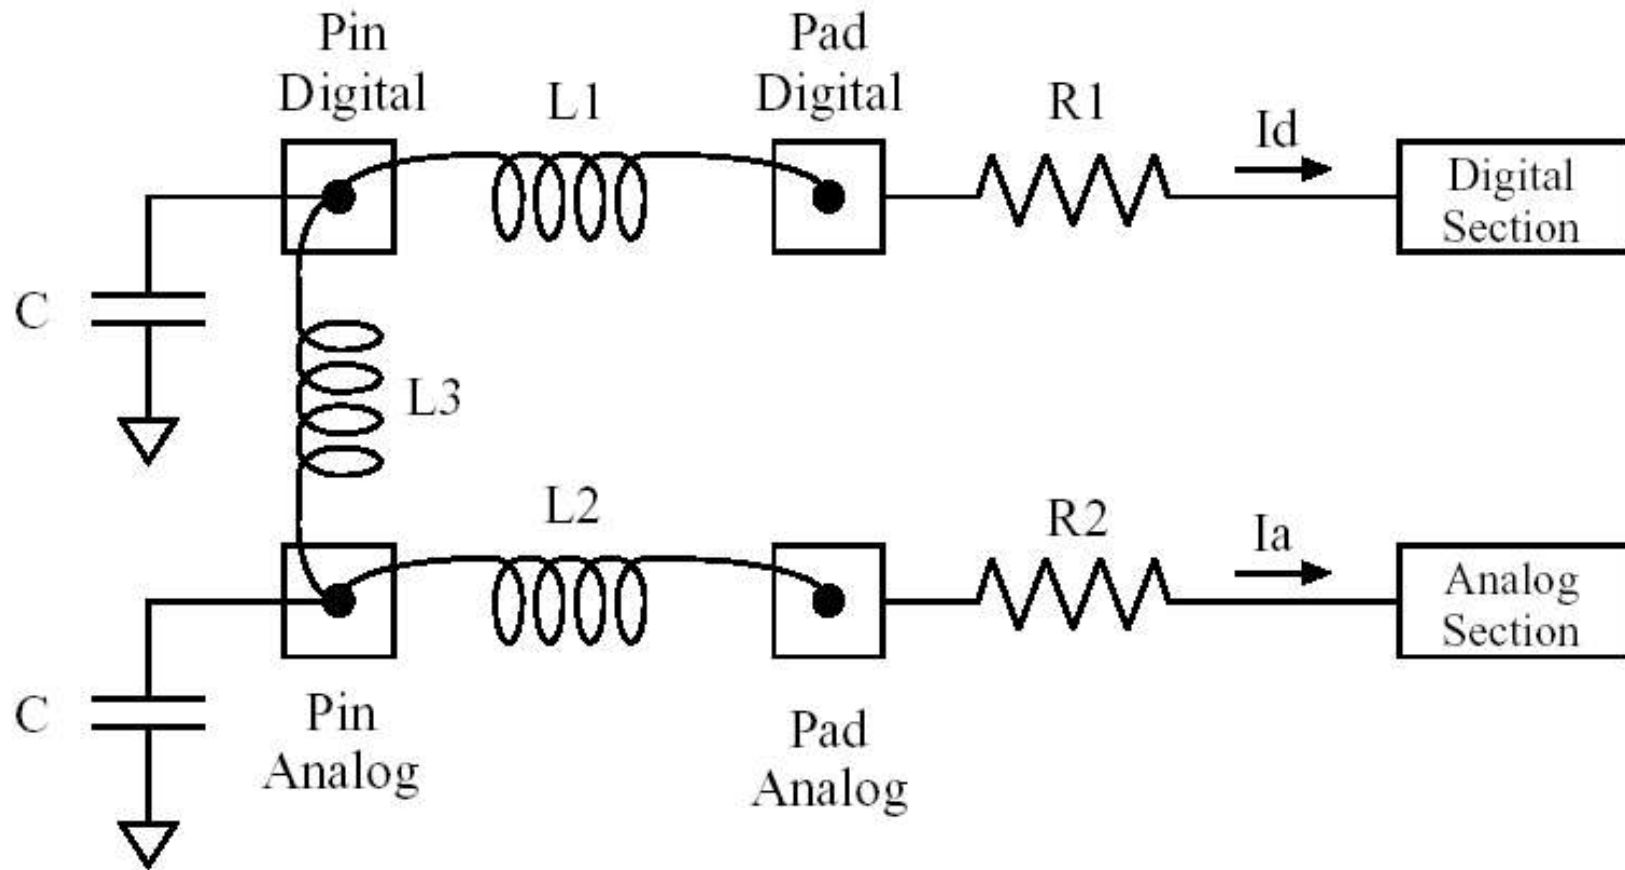 Pin
Digital
L1
Pad
Digital
R1
Id
Digital
Section
C
L3
L2
R2
Ia
Analog
Section
C
Pin
Analog
Pad
Analog